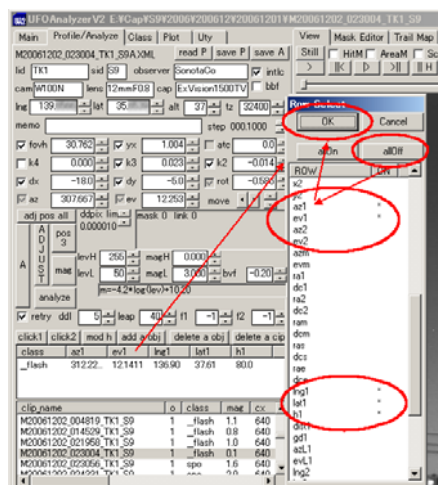 UFOAnalyzerV2 E:¥Cap¥S9¥2006¥200612¥20061201¥M20061202_023004_TK1_S9
Main Profile/Analyze Class Plot Uty View Mask Editor Trail Map
M20061202_023004_TK1_S9A.XML read P save P save A Still HitM AreaM
lid TK1 sid S9 observer SonotaCo intlc
cam W100N lens 12mmF0.8 cap ExVision1500TV bbf
lng 139. lat 35. alt 37 tz 32400
memo step 000.1000
fovh 30.762 yx 1.004 atc 0.0
k4 0.000 k3 0.023 k2 -0.014
dx -18.0 dy -5.0 rot
az 307.667 ev 12.253 move
adj pos all ddpix lim mask 0 link 0
0.000010
A
ADJUST
pos 3
mag
levH 255 magH 0.000
levL 50 magL 3.000 bvf -0.20
analyze m=-4.2*log(lev)+10.20
retry ddl 5 leap 40 f1 -1 f2 -1
click1 click2 mod h add a obj delete a obj delete a clip
class az1 ev1 lng1 lat1 h1
_flash 312.22.. 12.1411 136.90 37.61 80.0
clip_name o class mag cx
M20061202_004819_TK1_S9 1 _flash 1.1 640
M20061202_014529_TK1_S9 1 _flash 0.8 640
M20061202_021958_TK1_S9 1 _flash 1.0 640
M20061202_023004_TK1_S9 1 _flash 0.1 640
M20061202_023056_TK1_S9 1 spo 1.6 640
Row Select
OK Cancel
allOn allOff
ROW ON
x2
az1 *
ev1 *
az2
ev2
azm
evm
ra1
dc1
ra2
dc2
ram
dcm
ras
dcs
rae
dce
lng1 *
lat1 *
h1 *
dst1
gd1
azL1
evL1
lng2